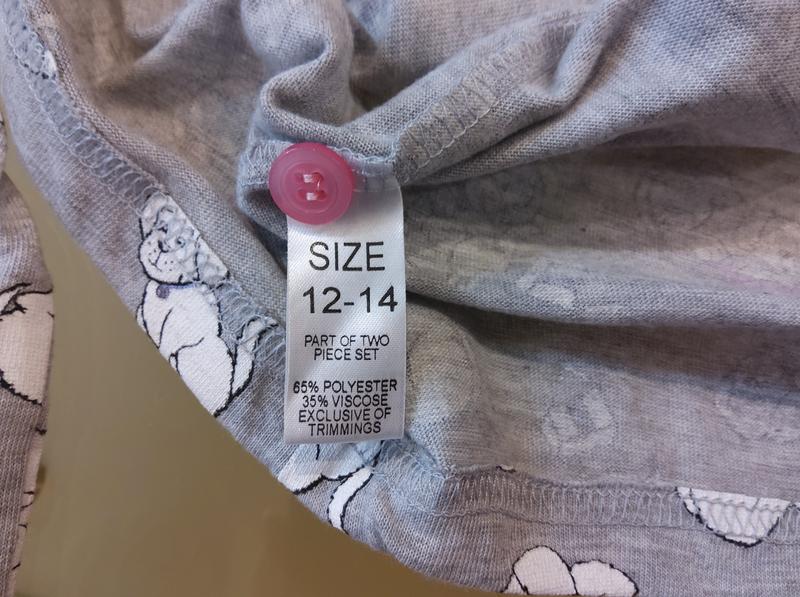 SIZE
12-14
PART OF TWO
PIECE SET
65% POLYESTER
35% VISCOSE
EXCLUSIVE OF
TRIMMINGS